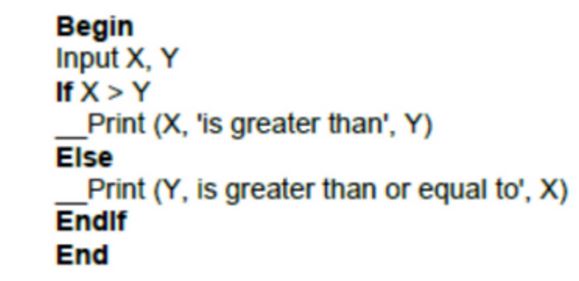 Begin
Input X, Y
If X > Y
__Print (X, 'is greater than', Y)
Else
__Print (Y, is greater than or equal to', X)
EndIf
End